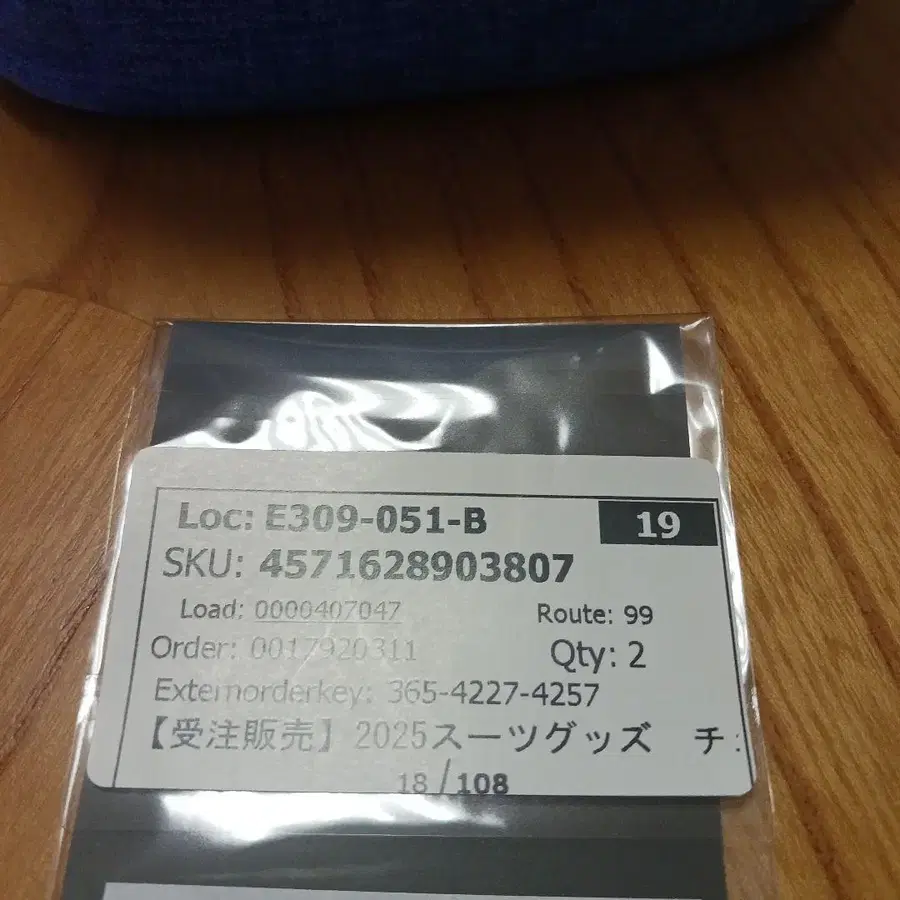 Loc: E309-051-B
19
SKU: 4571628903807
Load: 0000407047
Route: 99
Order: 0017920311
Qty: 2
Externorderkey: 365-4227-4257
【受注販売】2025スーツグッズ チ
18/108